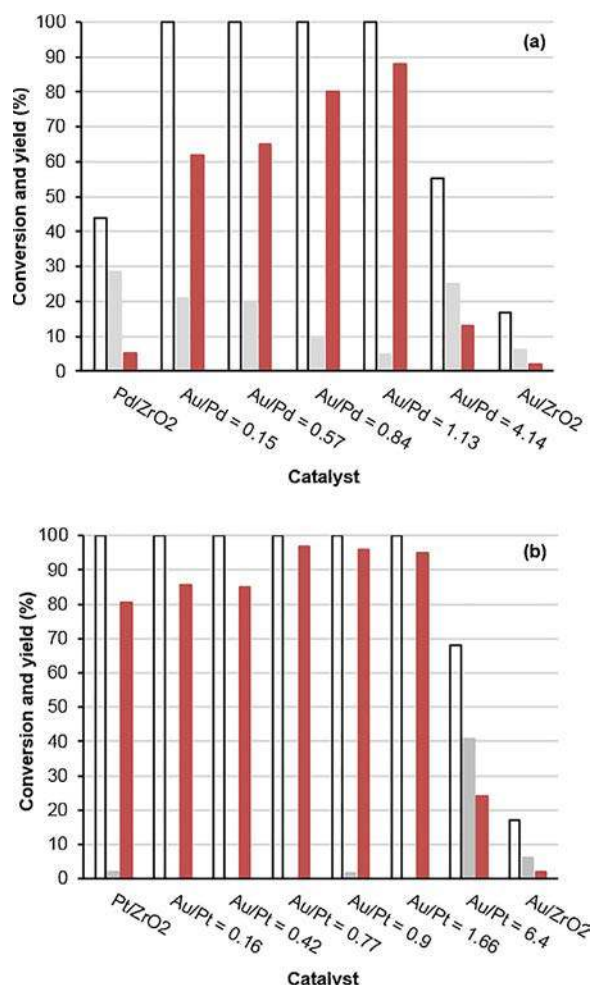 (a)
Conversion and yield (%)
100
90
80
70
60
50
40
30
20
10
0
Pd/ZrO2
Au/Pd = 0.15
Au/Pd = 0.57
Au/Pd = 0.84
Au/Pd = 1.13
Au/Pd = 4.14
Au/ZrO2
Catalyst
(b)
Conversion and yield (%)
100
90
80
70
60
50
40
30
20
10
0
Pt/ZrO2
Au/Pt = 0.16
Au/Pt = 0.42
Au/Pt = 0.77
Au/Pt = 0.9
Au/Pt = 1.66
Au/Pt = 6.4
Au/ZrO2
Catalyst